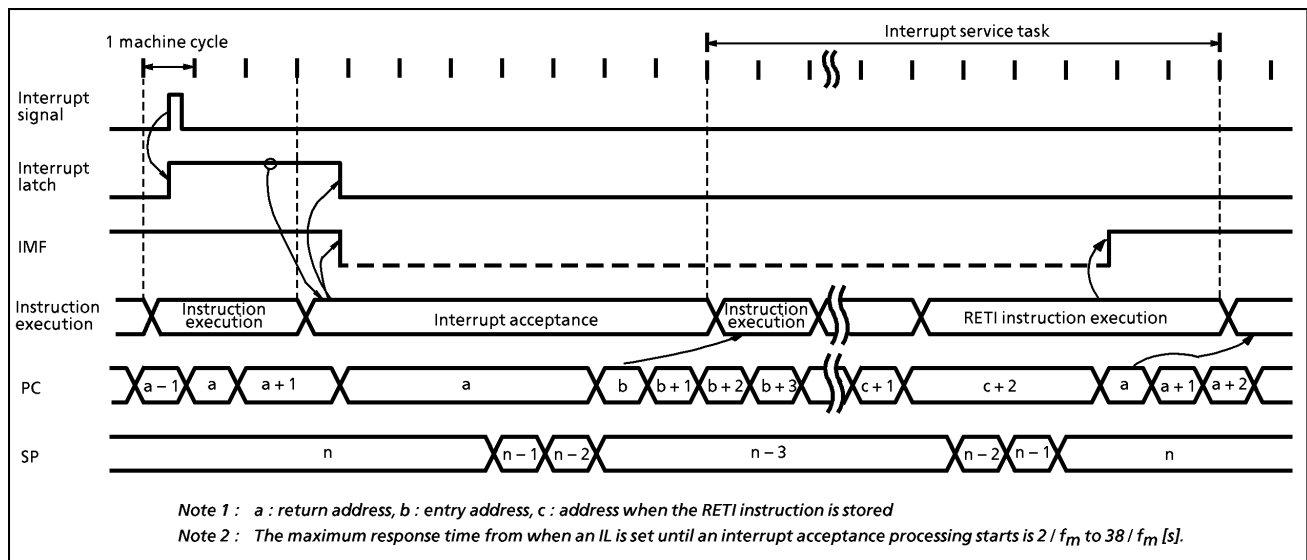 Interrupt service task
1 machine cycle
Interrupt
signal
Interrupt
latch
IMF
Instruction
execution
Instruction
execution
Interrupt acceptance
Instruction
execution
RETI instruction execution
PC
a – 1 a a + 1 a b b + 1 b + 2 b + 3 c + 1 c + 2 a a + 1 a + 2
SP
n n – 1 n – 2 n – 3 n – 2 n – 1 n
Note 1 : a : return address, b : entry address, c : address when the RETI instruction is stored
Note 2 : The maximum response time from when an IL is set until an interrupt acceptance processing starts is 2 / fm to 38 / fm [s].